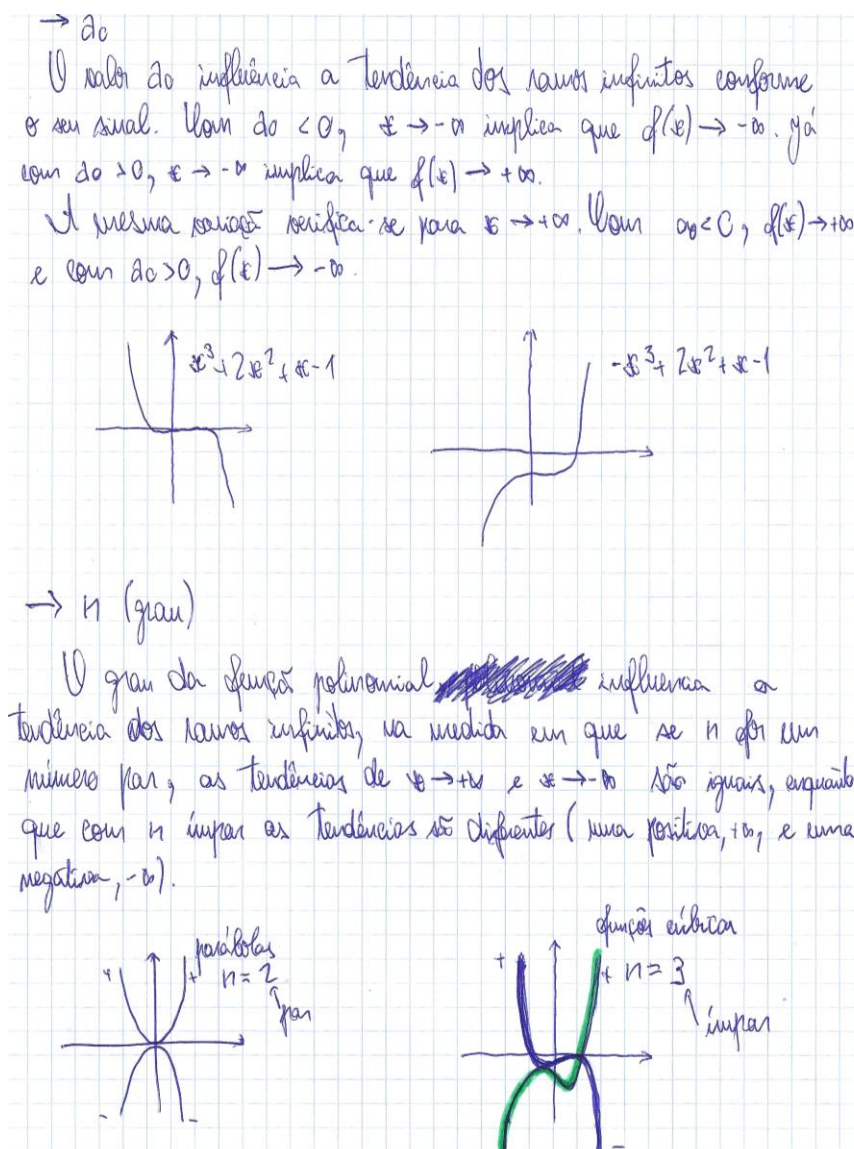 → a₀
O valor a₀ influência a tendência dos ramos infinitos conforme
o seu sinal. Com a₀ < 0, x → -∞ implica que f(x) → -∞. Já
com a₀ > 0, x → -∞ implica que f(x) → +∞.
A mesma variação verifica-se para x → +∞. Com a₀ < 0, f(x) → +∞
e com a₀ > 0, f(x) → -∞.
x³ + 2x² + x - 1
-x³ + 2x² + x - 1
→ n (grau)
O grau da função polinomial influencia a
tendência dos ramos infinitos, na medida em que se n for um
número par, as tendências de x → +∞ e x → -∞ são iguais, enquanto
que com n ímpar as tendências são diferentes (uma positiva, +∞, e uma
negativa, -∞).
parábolas
+ + n = 2
par
- -
funções cúbicas
+ + n = 3
ímpar
-